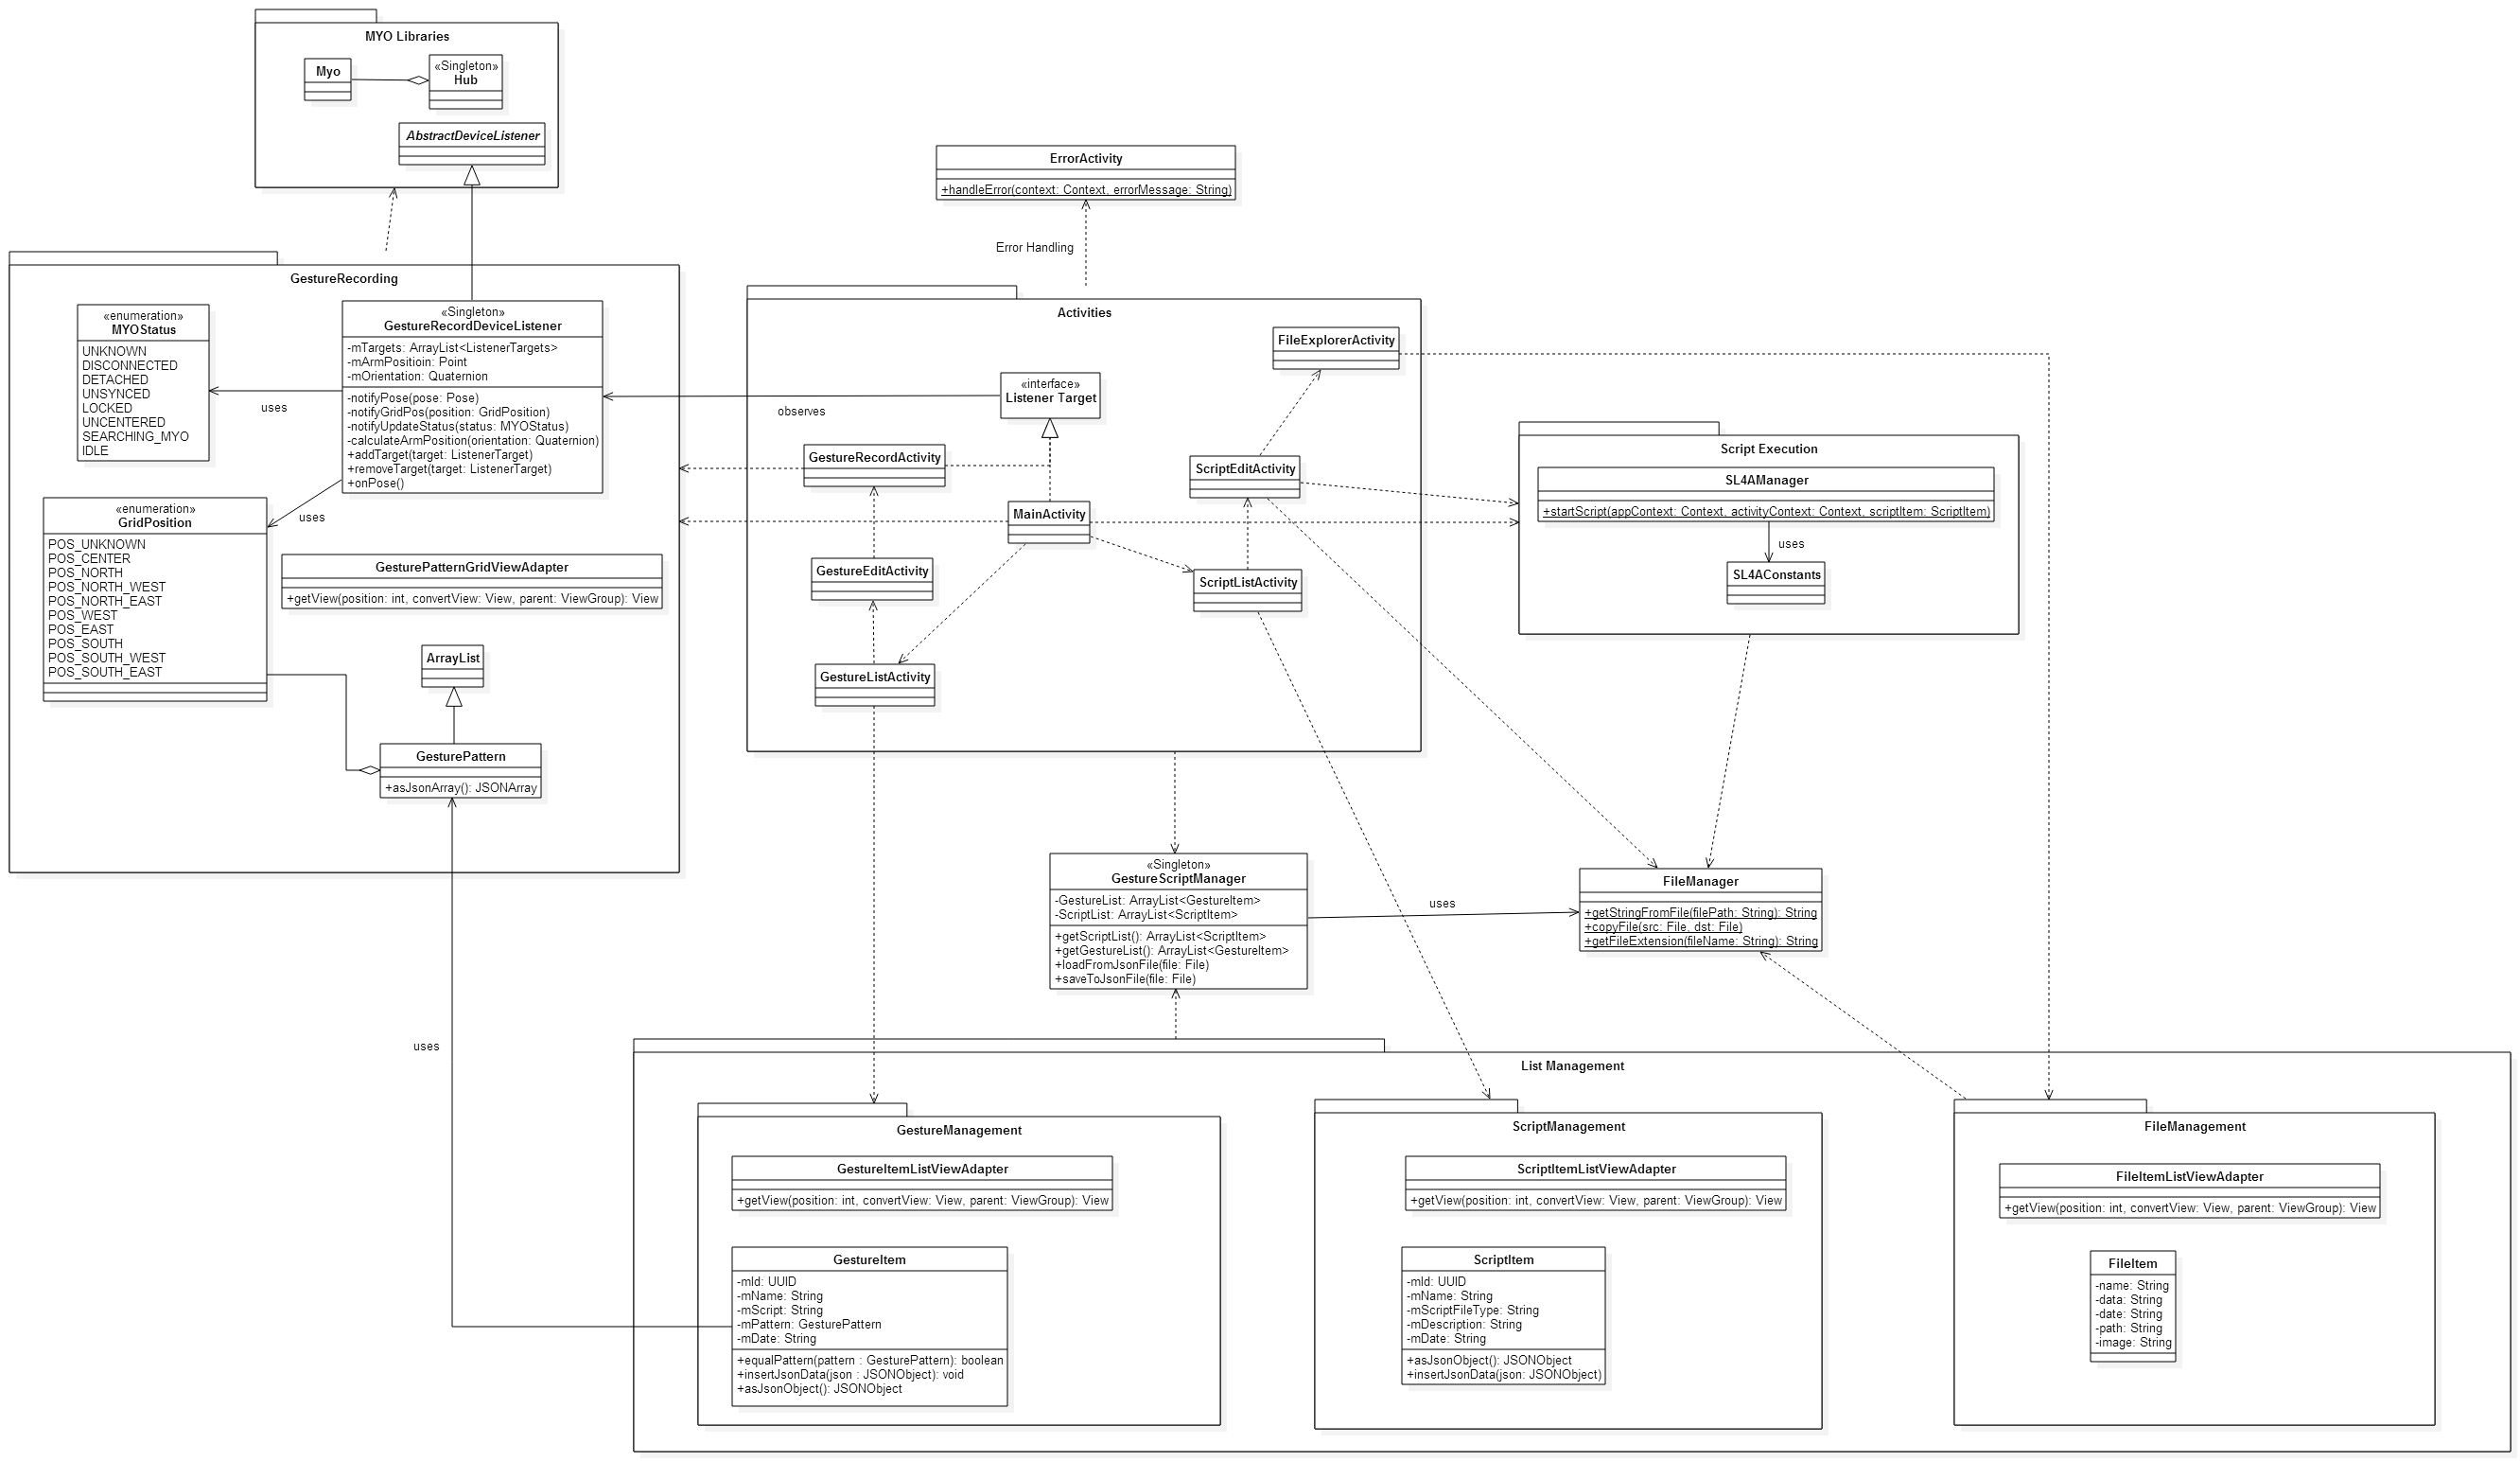 MYO Libraries
Myo
«Singleton»
Hub
AbstractDeviceListener
ErrorActivity
+handleError(context: Context, errorMessage: String)
Error Handling
GestureRecording
«enumeration»
MYOStatus
UNKNOWN
DISCONNECTED
DETACHED
UNSYNCED
LOCKED
UNCENTERED
SEARCHING_MYO
IDLE
uses
«Singleton»
GestureRecordDeviceListener
-mTargets: ArrayList<ListenerTargets>
-mArmPositioin: Point
-mOrientation: Quaternion
-notifyPose(pose: Pose)
-notifyGridPos(position: GridPosition)
-notifyUpdateStatus(status: MYOStatus)
-calculateArmPosition(orientation: Quaternion)
+addTarget(target: ListenerTarget)
+removeTarget(target: ListenerTarget)
+onPose()
uses
«enumeration»
GridPosition
POS_UNKNOWN
POS_CENTER
POS_NORTH
POS_NORTH_WEST
POS_NORTH_EAST
POS_WEST
POS_EAST
POS_SOUTH
POS_SOUTH_WEST
POS_SOUTH_EAST
GesturePatternGridViewAdapter
+getView(position: int, convertView: View, parent: ViewGroup): View
ArrayList
GesturePattern
+asJsonArray(): JSONArray
uses
Activities
FileExplorerActivity
«interface»
Listener Target
observes
GestureRecordActivity
ScriptEditActivity
MainActivity
GestureEditActivity
ScriptListActivity
GestureListActivity
Script Execution
SL4AManager
+startScript(appContext: Context, activityContext: Context, scriptItem: ScriptItem)
uses
SL4AConstants
«Singleton»
GestureScriptManager
-GestureList: ArrayList<GestureItem>
-ScriptList: ArrayList<ScriptItem>
+getScriptList(): ArrayList<ScriptItem>
+getGestureList(): ArrayList<GestureItem>
+loadFromJsonFile(file: File)
+saveToJsonFile(file: File)
uses
FileManager
+getStringFromFile(filePath: String): String
+copyFile(src: File, dst: File)
+getFileExtension(fileName: String): String
List Management
GestureManagement
GestureItemListViewAdapter
+getView(position: int, convertView: View, parent: ViewGroup): View
GestureItem
-mId: UUID
-mName: String
-mScript: String
-mPattern: GesturePattern
-mDate: String
+equalPattern(pattern : GesturePattern): boolean
+insertJsonData(json : JSONObject): void
+asJsonObject(): JSONObject
ScriptManagement
ScriptItemListViewAdapter
+getView(position: int, convertView: View, parent: ViewGroup): View
ScriptItem
-mId: UUID
-mName: String
-mScriptFileType: String
-mDescription: String
-mDate: String
+asJsonObject(): JSONObject
+insertJsonData(json: JSONObject)
FileManagement
FileItemListViewAdapter
+getView(position: int, convertView: View, parent: ViewGroup): View
FileItem
-name: String
-data: String
-date: String
-path: String
-image: String